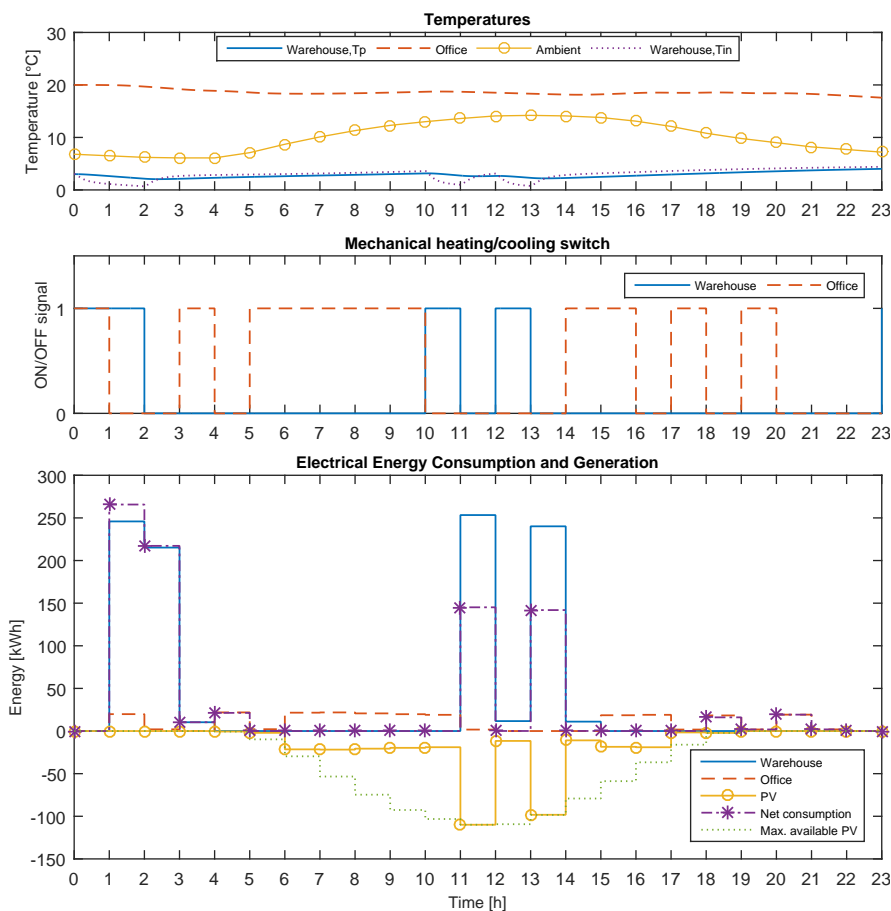 Temperatures
Temperature [°C]
30
20
10
0
Warehouse,Tp Office Ambient Warehouse,Tin
0 1 2 3 4 5 6 7 8 9 10 11 12 13 14 15 16 17 18 19 20 21 22 23
Mechanical heating/cooling switch
ON/OFF signal
1
0
Warehouse Office
0 1 2 3 4 5 6 7 8 9 10 11 12 13 14 15 16 17 18 19 20 21 22 23
Electrical Energy Consumption and Generation
Energy [kWh]
300
250
200
150
100
50
0
-50
-100
-150
Warehouse
Office
PV
Net consumption
Max. available PV
0 1 2 3 4 5 6 7 8 9 10 11 12 13 14 15 16 17 18 19 20 21 22 23
Time [h]